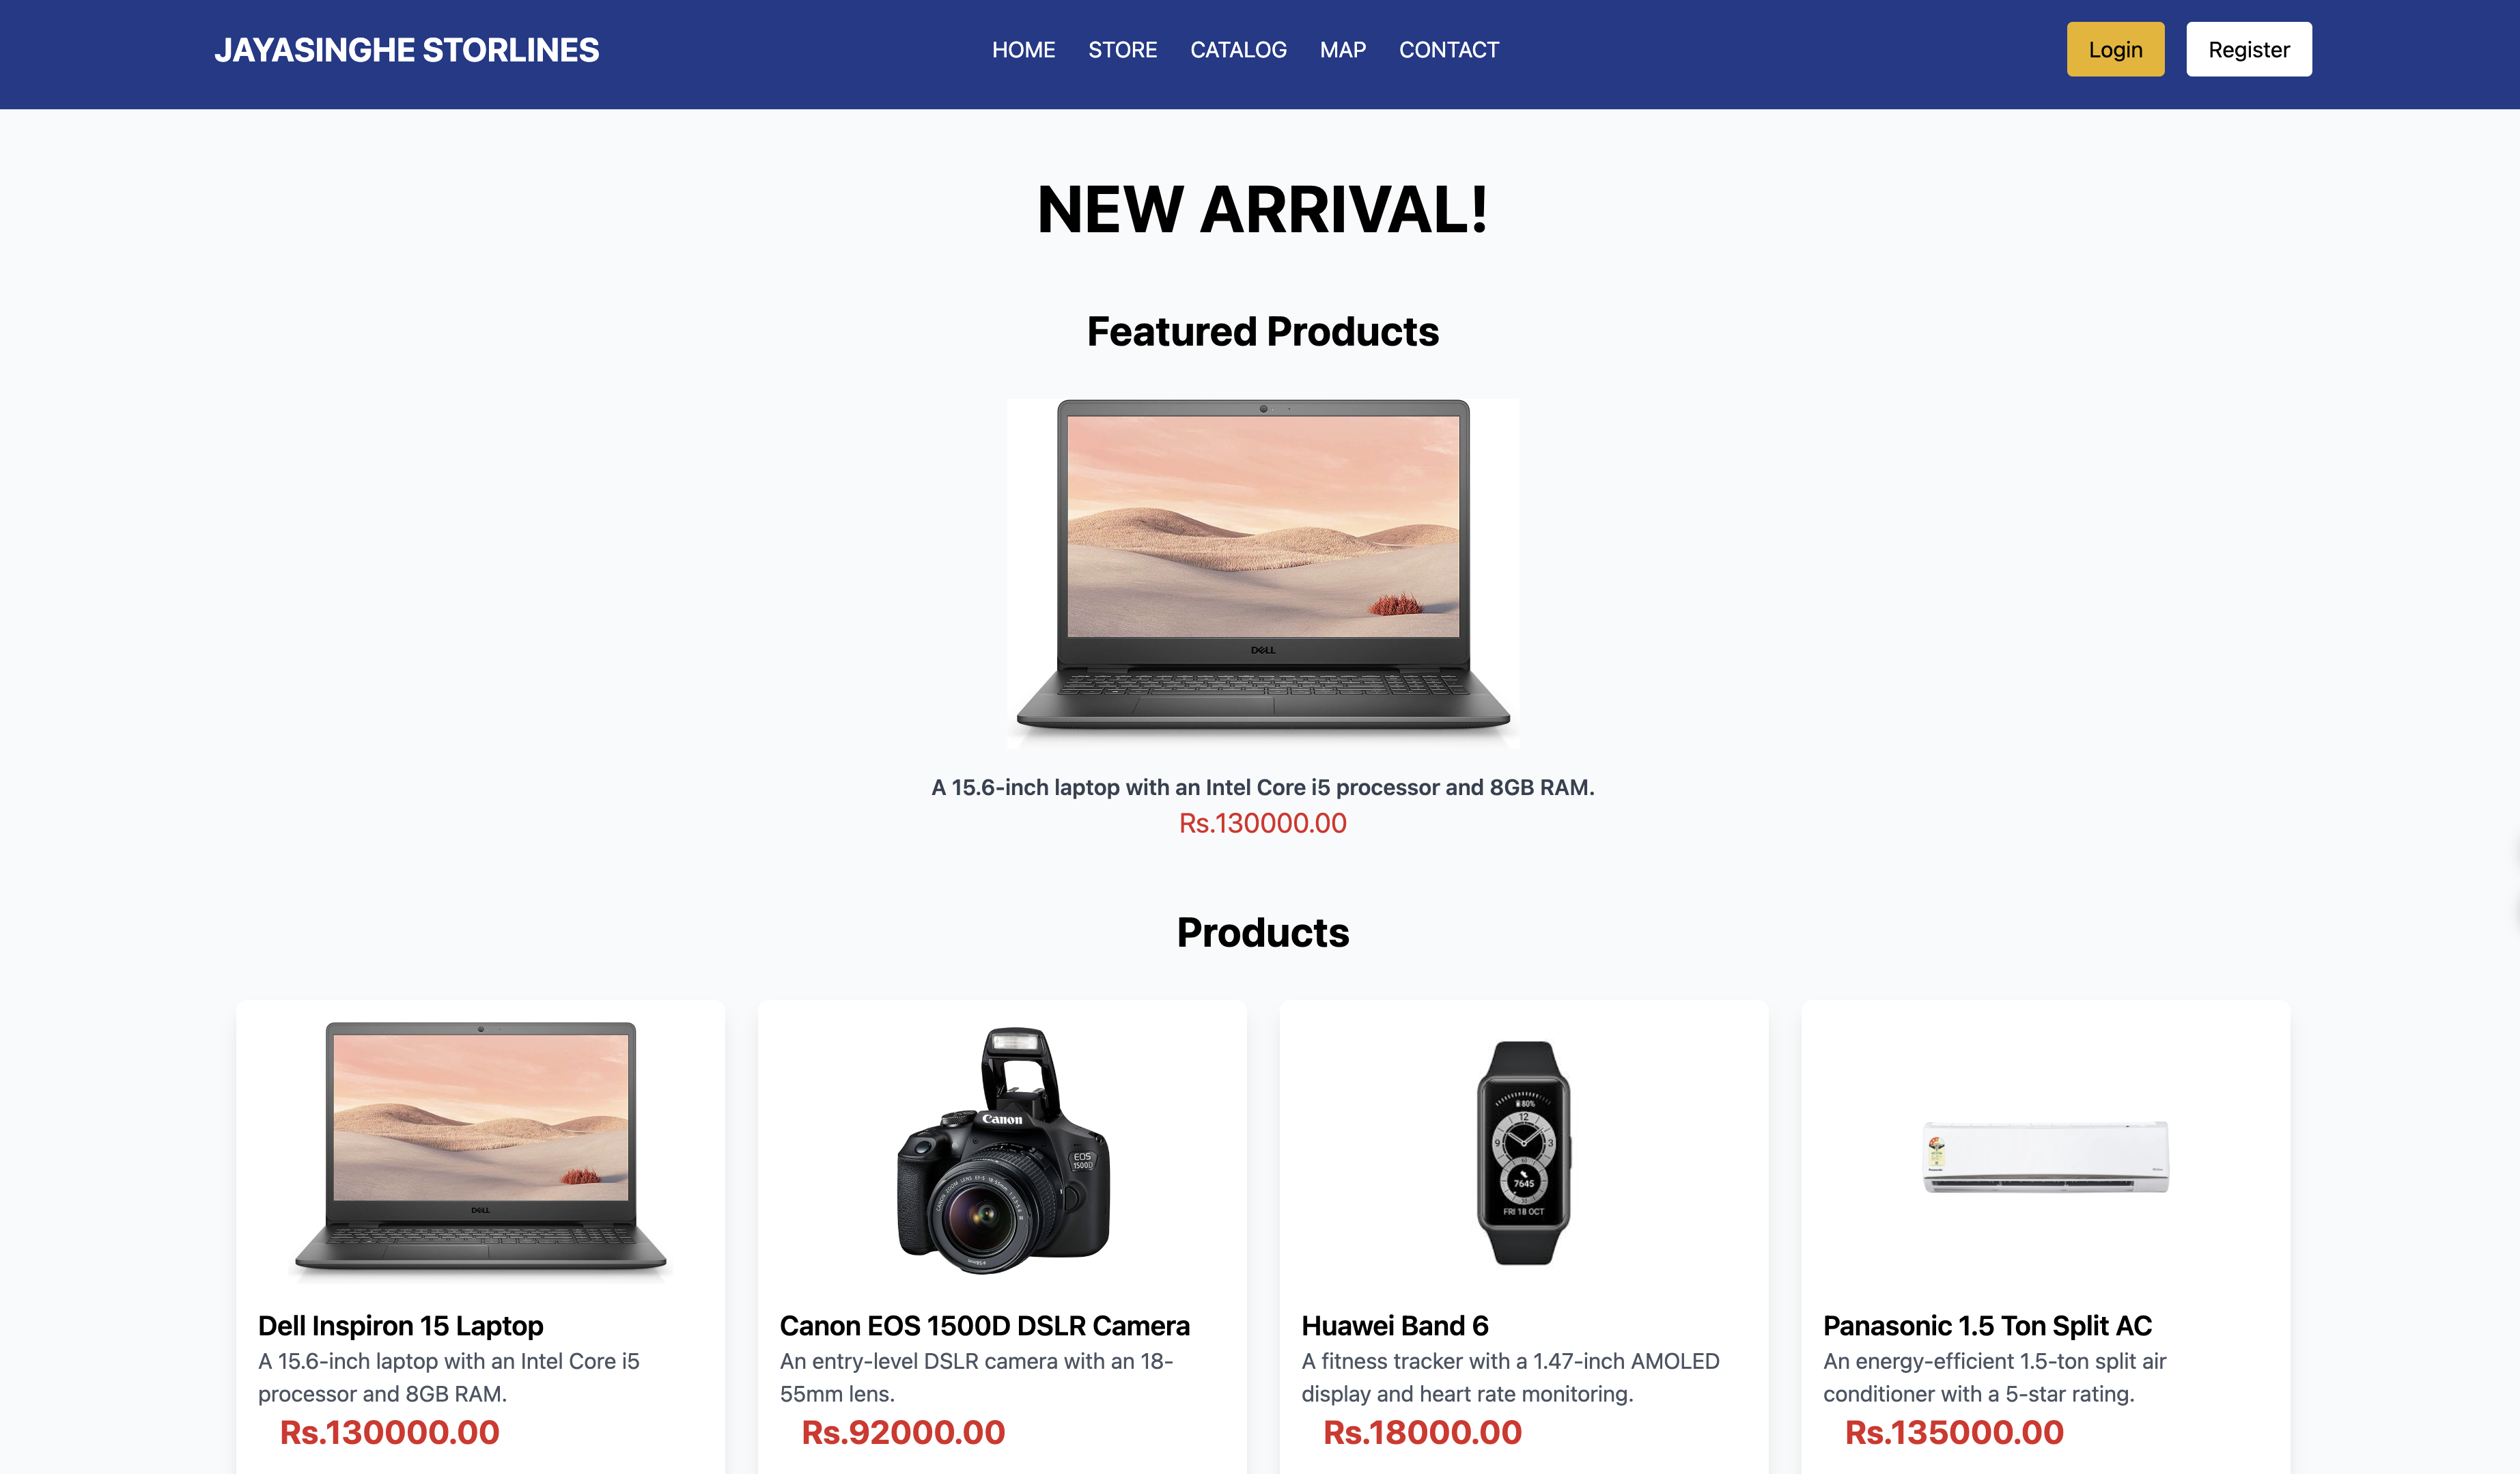 JAYASINGHE STORLINES
HOME STORE CATALOG MAP CONTACT
Login Register
NEW ARRIVAL!
Featured Products
DELL
A 15.6-inch laptop with an Intel Core i5 processor and 8GB RAM.
Rs.130000.00
Products
DELL
Canon
EOS
1500D
80%
12
9 3
7645
FRI 18 OCT
Dell Inspiron 15 Laptop
A 15.6-inch laptop with an Intel Core i5
processor and 8GB RAM.
Rs.130000.00
Canon EOS 1500D DSLR Camera
An entry-level DSLR camera with an 18-
55mm lens.
Rs.92000.00
Huawei Band 6
A fitness tracker with a 1.47-inch AMOLED
display and heart rate monitoring.
Rs.18000.00
Panasonic 1.5 Ton Split AC
An energy-efficient 1.5-ton split air
conditioner with a 5-star rating.
Rs.135000.00